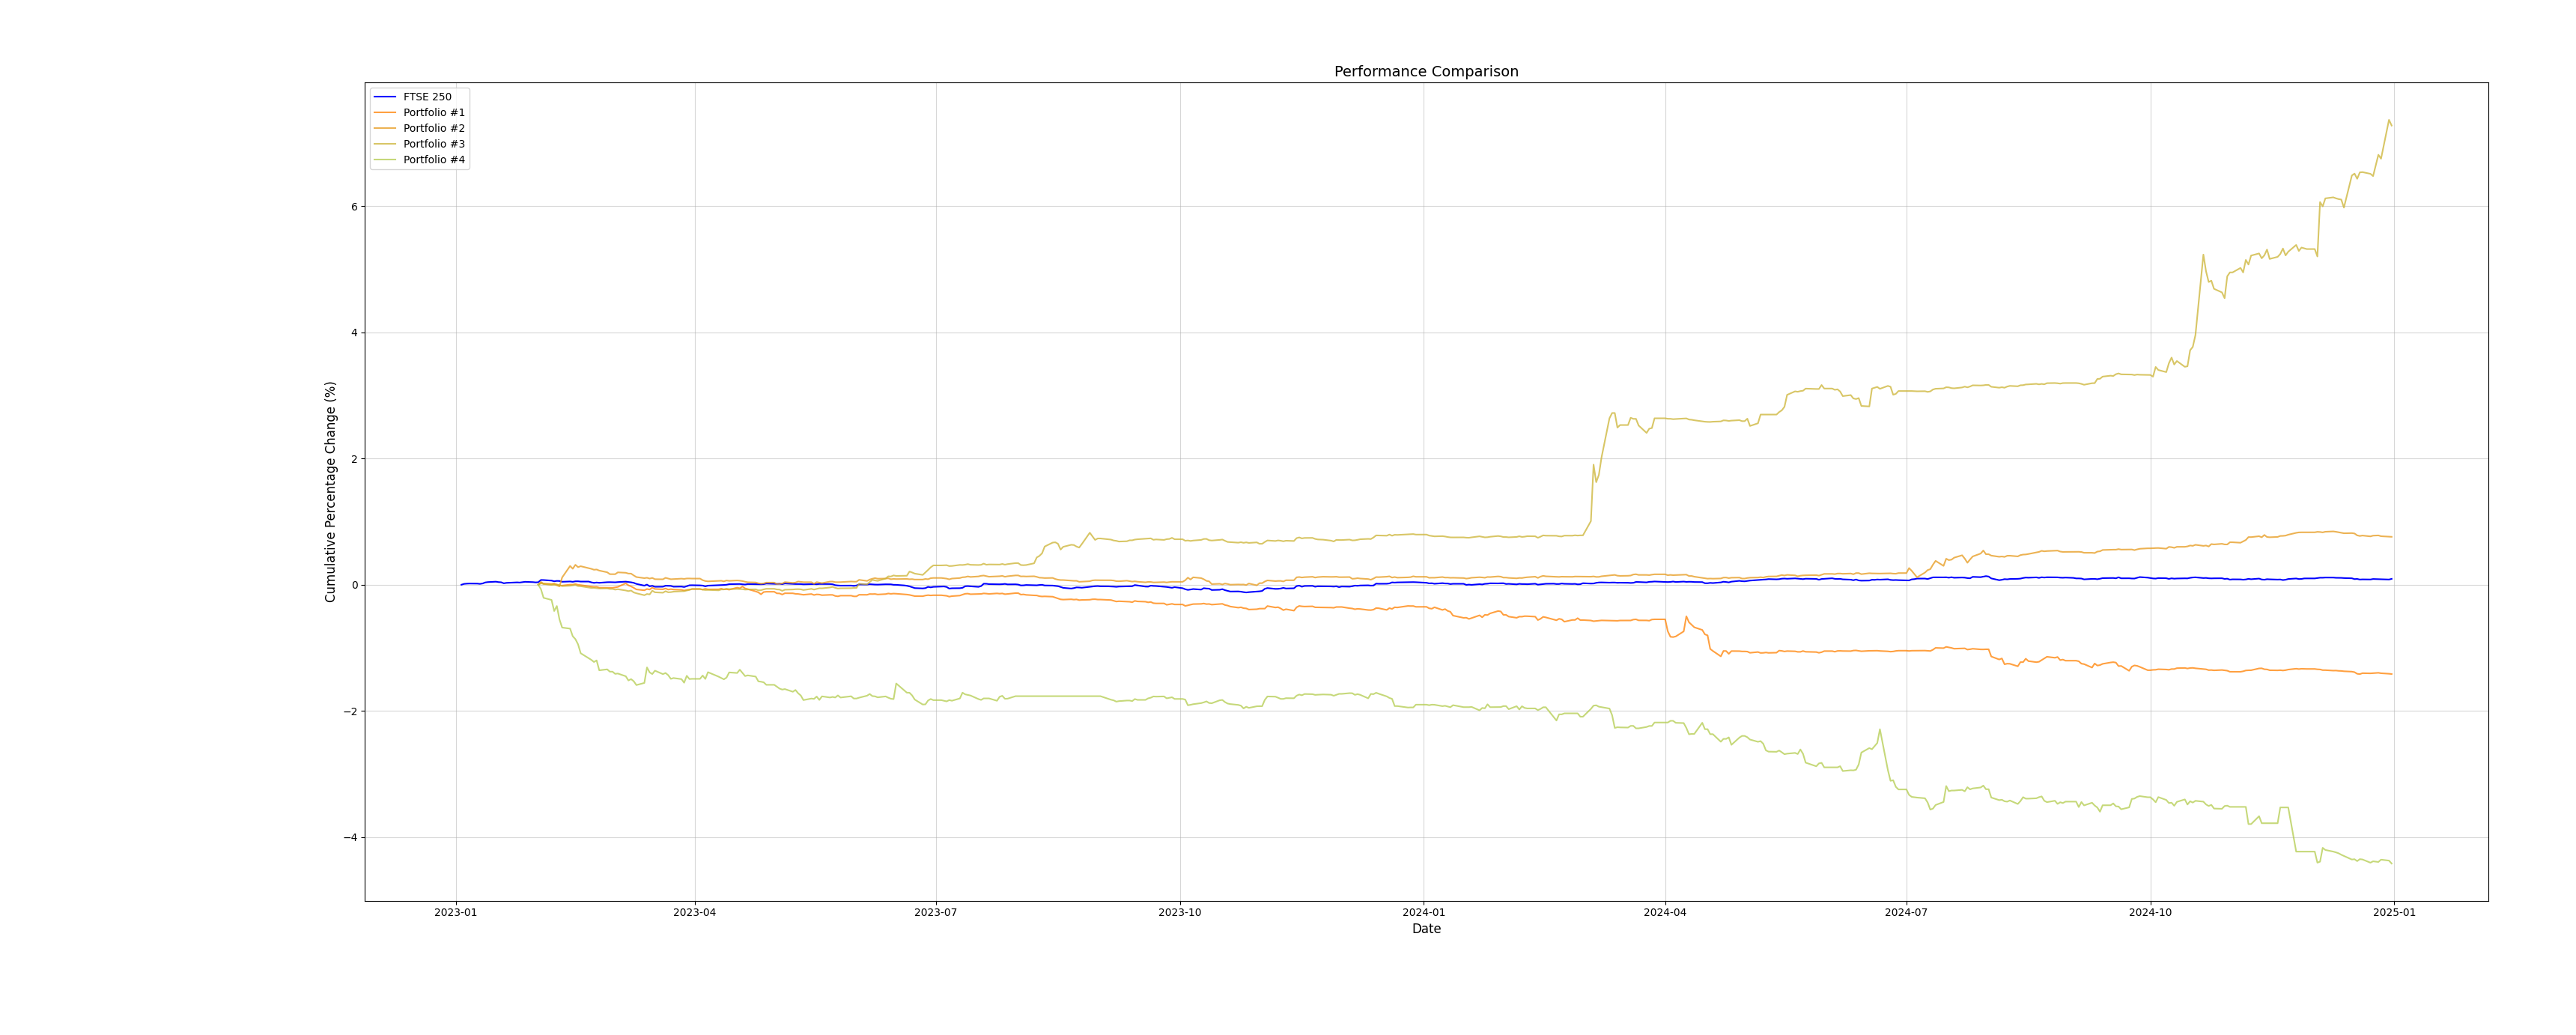 Performance Comparison
FTSE 250
Portfolio #1
Portfolio #2
Portfolio #3
Portfolio #4
Cumulative Percentage Change (%)
6
4
2
0
−2
−4
2023-01
2023-04
2023-07
2023-10
2024-01
2024-04
2024-07
2024-10
2025-01
Date